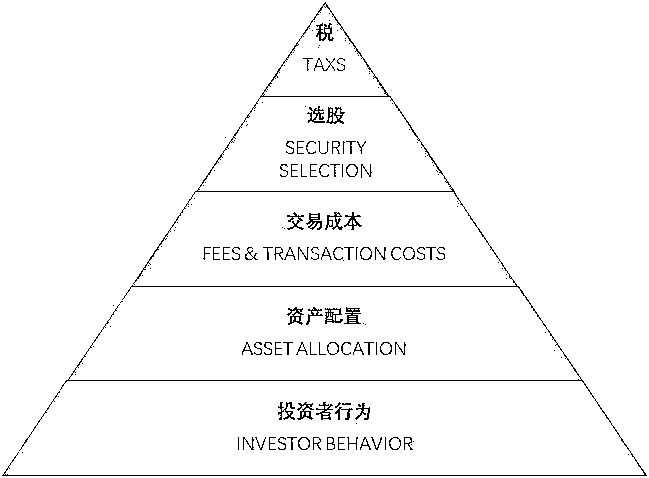 税
TAXS
选股
SECURITY
SELECTION
交易成本
FEES & TRANSACTION COSTS
资产配置
ASSET ALLOCATION
投资者行为
INVESTOR BEHAVIOR